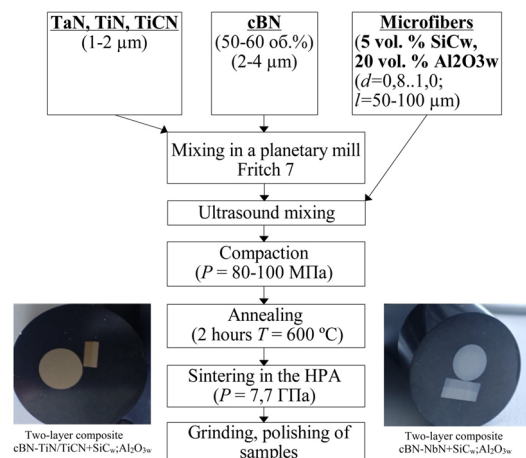 TaN, TiN, TiCN
(1-2 µm)
cBN
(50-60 об.%)
(2-4 µm)
Microfibers
(5 vol. % SiCw,
20 vol. % Al2O3w
(d=0,8..1,0;
l=50-100 µm)
Mixing in a planetary mill
Fritch 7
Ultrasound mixing
Compaction
(P = 80-100 МПа)
Annealing
(2 hours T = 600 ºC)
Sintering in the HPA
(P = 7,7 ГПа)
Grinding, polishing of
samples
Two-layer composite
cBN-TiN/TiCN+SiCw;Al₂O₃w
Two-layer composite
cBN-NbN+SiCw;Al₂O₃w